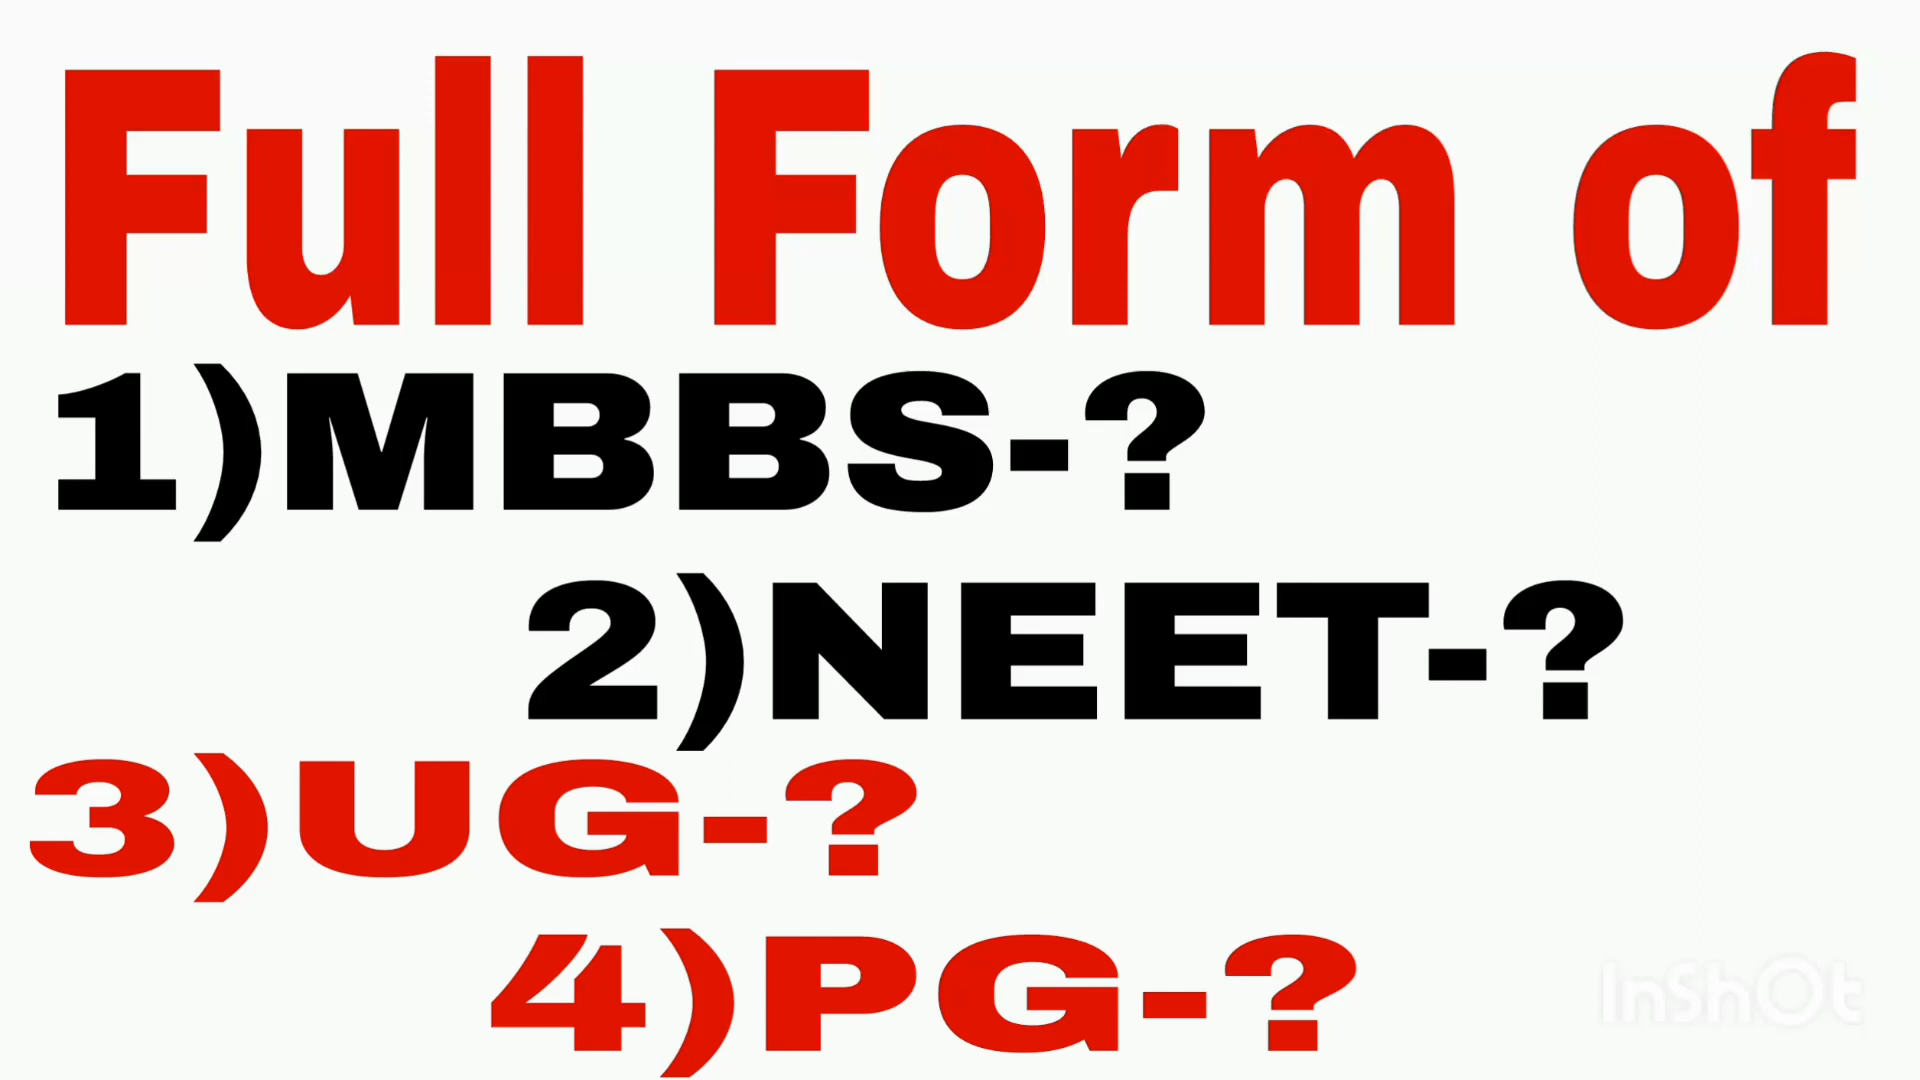 Full Form of
1)MBBS-?
2)NEET-?
3)UG-?
4)PG-?
InShOt